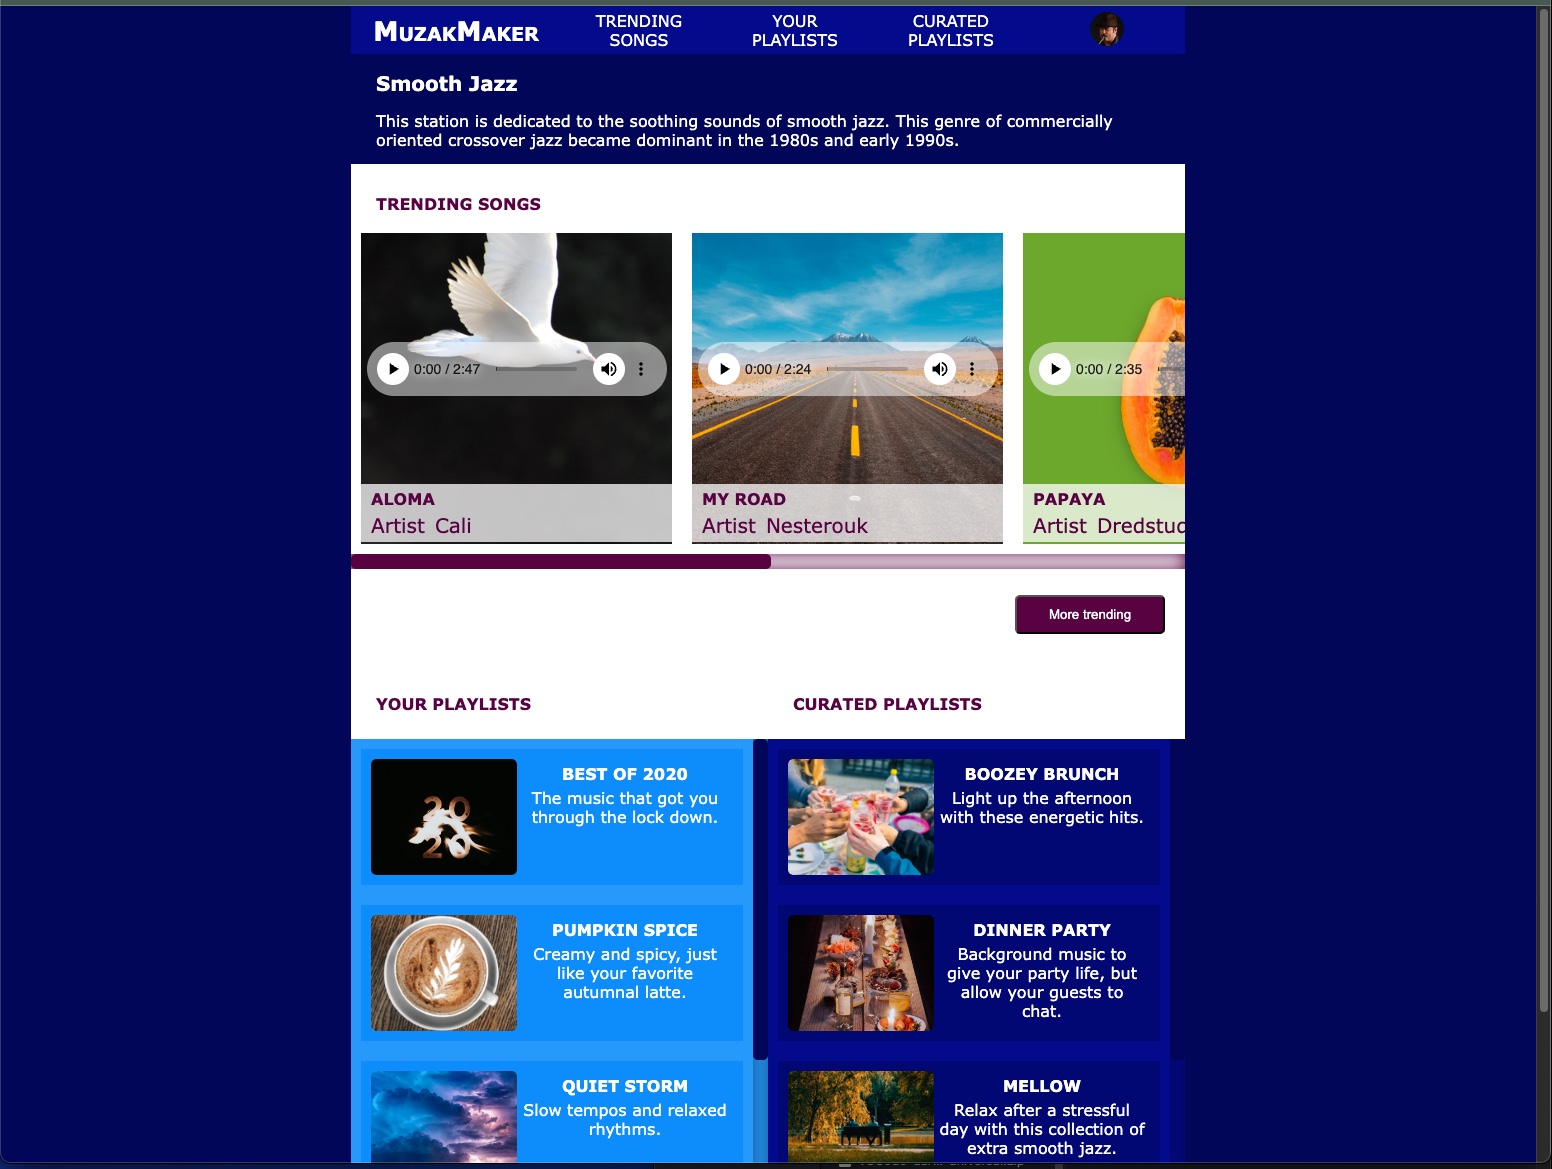 MUZAKMAKER
TRENDING
SONGS
YOUR
PLAYLISTS
CURATED
PLAYLISTS
Smooth Jazz
This station is dedicated to the soothing sounds of smooth jazz. This genre of commercially
oriented crossover jazz became dominant in the 1980s and early 1990s.
TRENDING SONGS
0:00 / 2:47
0:00 / 2:24
0:00 / 2:35
ALOMA
Artist Cali
MY ROAD
Artist Nesterouk
PAPAYA
Artist Dredstud
More trending
YOUR PLAYLISTS
BEST OF 2020
The music that got you
through the lock down.
20
20
PUMPKIN SPICE
Creamy and spicy, just
like your favorite
autumnal latte.
QUIET STORM
Slow tempos and relaxed
rhythms.
CURATED PLAYLISTS
BOOZEY BRUNCH
Light up the afternoon
with these energetic hits.
DINNER PARTY
Background music to
give your party life, but
allow your guests to
chat.
MELLOW
Relax after a stressful
day with this collection of
extra smooth jazz.